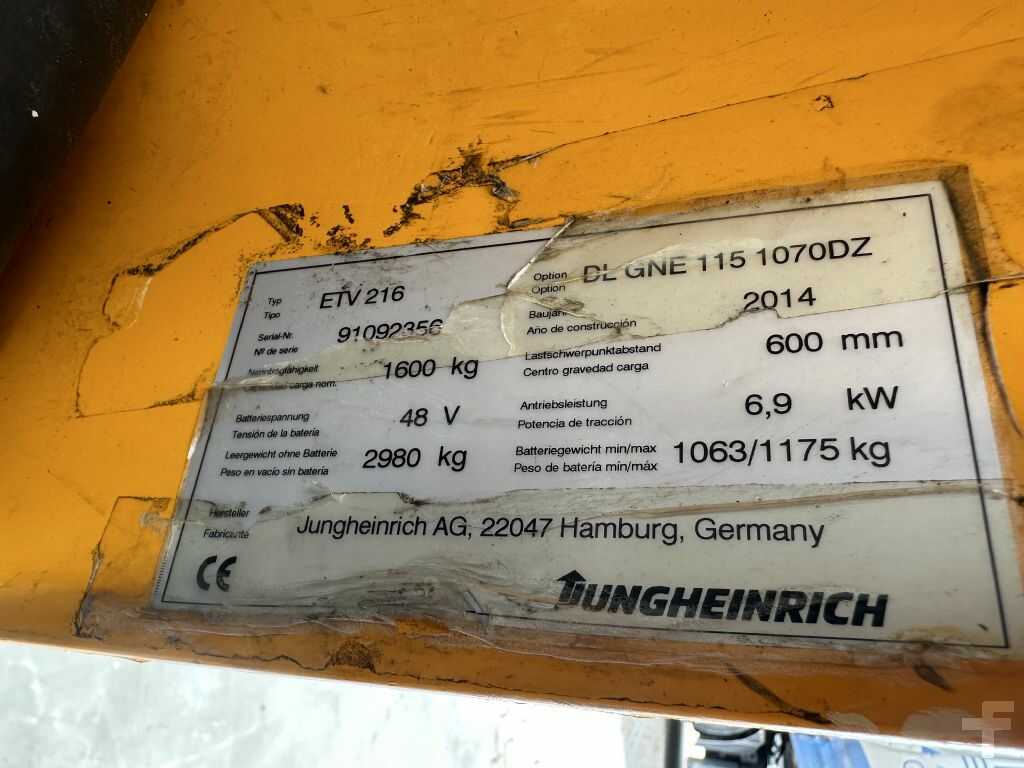 Typ
Tipo
ETV 216
Option
Option
DL GNE 115 1070DZ
Serial-Nr.
Nº de serie
91092356
2014
Año de construcción
1600 kg
carga nom.
Lastschwerpunktabstand
Centro gravedad carga
600 mm
Batteriespannung
Tensión de la batería
48 V
Antriebsleistung
Potencia de tracción
6,9 kW
Leergewicht ohne Batterie
Peso en vacío sin batería
2980 kg
Batteriegewicht min/max
Peso de batería mín/máx
1063/1175 kg
Hersteller
Fabricante
Jungheinrich AG, 22047 Hamburg, Germany
CE
JUNGHEINRICH